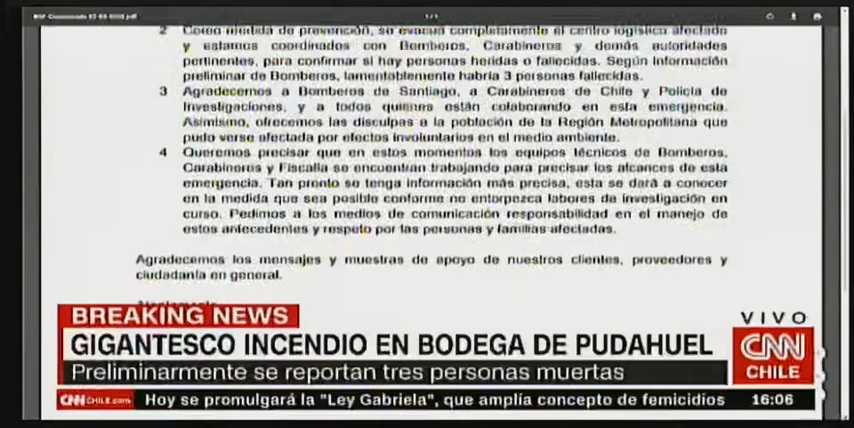 2 Como medida de prevención, se evacuó completamente el centro logístico afectado
y estamos coordinados con Bomberos, Carabineros y demás autoridades
pertinentes, para confirmar si hay personas heridas o fallecidas. Según información
preliminar de Bomberos, lamentablemente habría 3 personas fallecidas.
3 Agradecemos a Bomberos de Santiago, a Carabineros de Chile y Policía de
Investigaciones, y a todos quienes están colaborando en esta emergencia.
Asimismo, ofrecemos las disculpas a la población de la Región Metropolitana que
pudo verse afectada por efectos involuntarios en el medio ambiente.
4 Queremos precisar que en estos momentos los equipos técnicos de Bomberos,
Carabineros y Fiscalía se encuentran trabajando para precisar los alcances de esta
emergencia. Tan pronto se tenga información más precisa, esta se dará a conocer
en la medida que sea posible conforme no entorpezca labores de investigación en
curso. Pedimos a los medios de comunicación responsabilidad en el manejo de
estos antecedentes y respeto por las personas y familias afectadas.
Agradecemos los mensajes y muestras de apoyo de nuestros clientes, proveedores y
ciudadanía en general.
BREAKING NEWS
VIVO
GIGANTESCO INCENDIO EN BODEGA DE PUDAHUEL
CNN
CHILE
Preliminarmente se reportan tres personas muertas
CNNCHILE.com Hoy se promulgará la "Ley Gabriela", que amplía concepto de femicidios 16:06